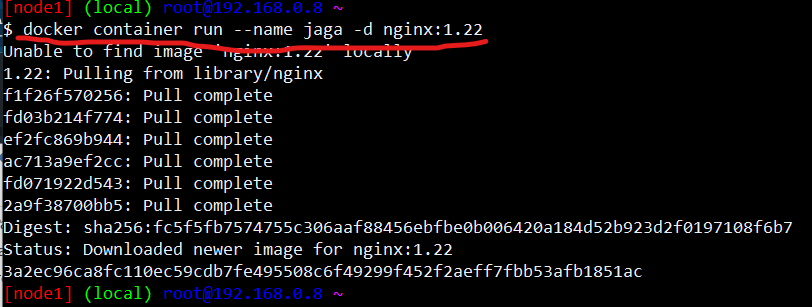 [node1] (local) root@192.168.0.8 ~
$ docker container run --name jaga -d nginx:1.22
Unable to find image 'nginx:1.22' locally
1.22: Pulling from library/nginx
f1f26f570256: Pull complete
fd03b214f774: Pull complete
ef2fc869b944: Pull complete
ac713a9ef2cc: Pull complete
fd071922d543: Pull complete
2a9f38700bb5: Pull complete
Digest: sha256:fc5f5fb7574755c306aaf88456ebfbe0b006420a184d52b923d2f0197108f6b7
Status: Downloaded newer image for nginx:1.22
3a2ec96ca8fc110ec59cdb7fe495508c6f49299f452f2aeff7fbb53afb1851ac
[node1] (local) root@192.168.0.8 ~